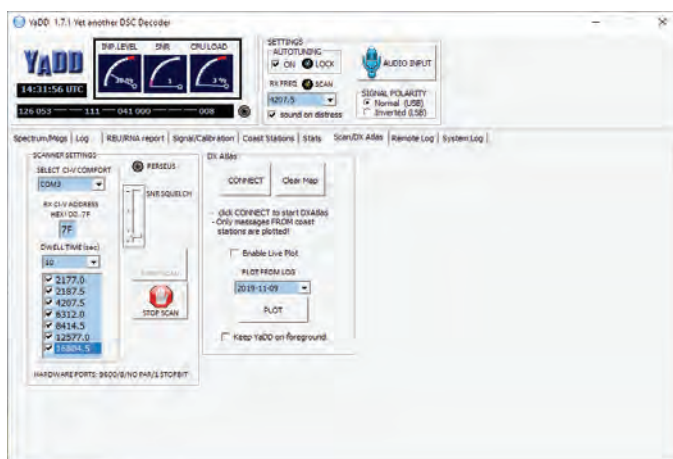 YaDD 1.7.1 Yet another DSC Decoder
YADD
14:31:56 UTC
INP.LEVEL SNR CPU LOAD
126 053 --- --- 111 --- 041 000 --- --- --- 008
SETTINGS
AUTOTUNING
ON LOCK
RX FREQ SCAN
4207.5
sound on distress
AUDIO INPUT
SIGNAL POLARITY
Normal (USB)
Inverted (LSB)
Spectrum/Msgs Log RBU/RNA report Signal/Calibration Coast Stations Stats Scan/DX Atlas Remote Log System Log
SCANNER SETTINGS
SELECT CI-V COMPORT
COM3
RX CI-V ADDRESS
HEX! 00..7F
7F
DWELL TIME (sec)
10
2177.0
2187.5
4207.5
6312.0
8414.5
12577.0
16804.5
PERSEUS
SNR SQUELCH
START SCAN
STOP SCAN
HARDWARE PORTS: 9600/8/NO PAR/1 STOPBIT
DX Atlas
CONNECT Clear Map
- click CONNECT to start DXAtlas
- Only messages FROM coast
stations are plotted!
Enable Live Plot
PLOT FROM LOG
2019-11-09
PLOT
Keep YaDD on foreground